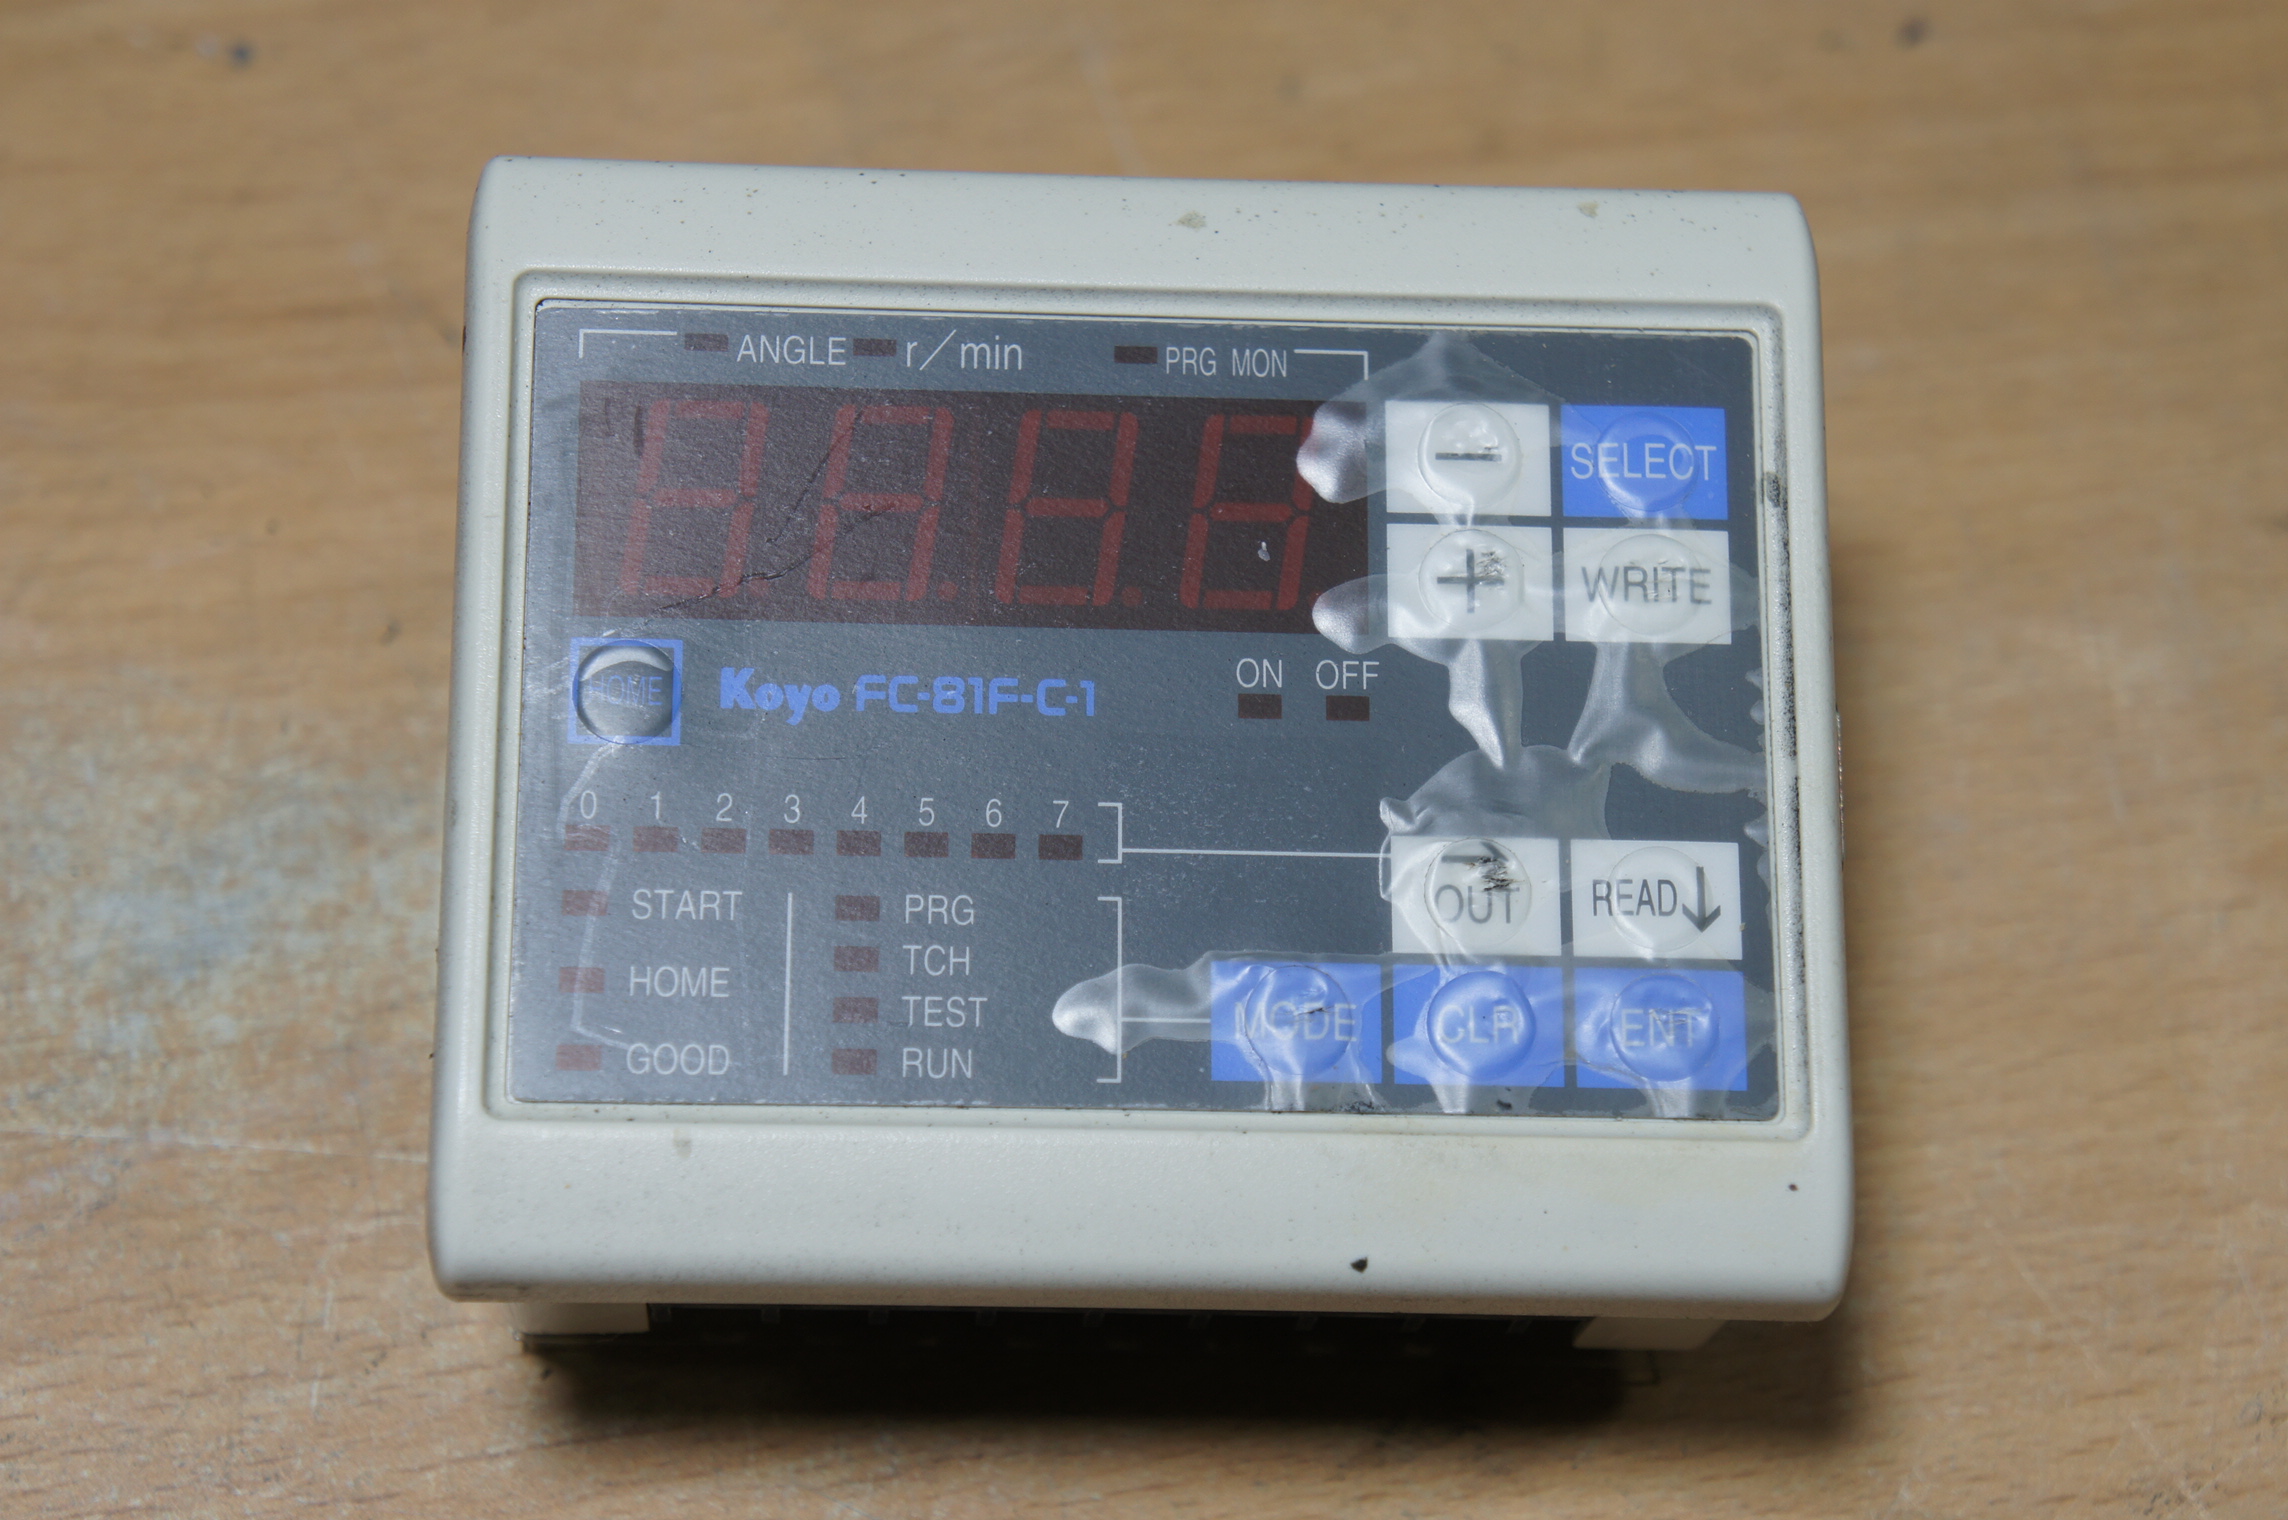 ANGLE r/min PRG MON
− SELECT
+ WRITE
HOME Koyo FC-81F-C-1 ON OFF
0 1 2 3 4 5 6 7
START PRG → OUT READ↓
HOME TCH
TEST MODE CLR ENT
GOOD RUN